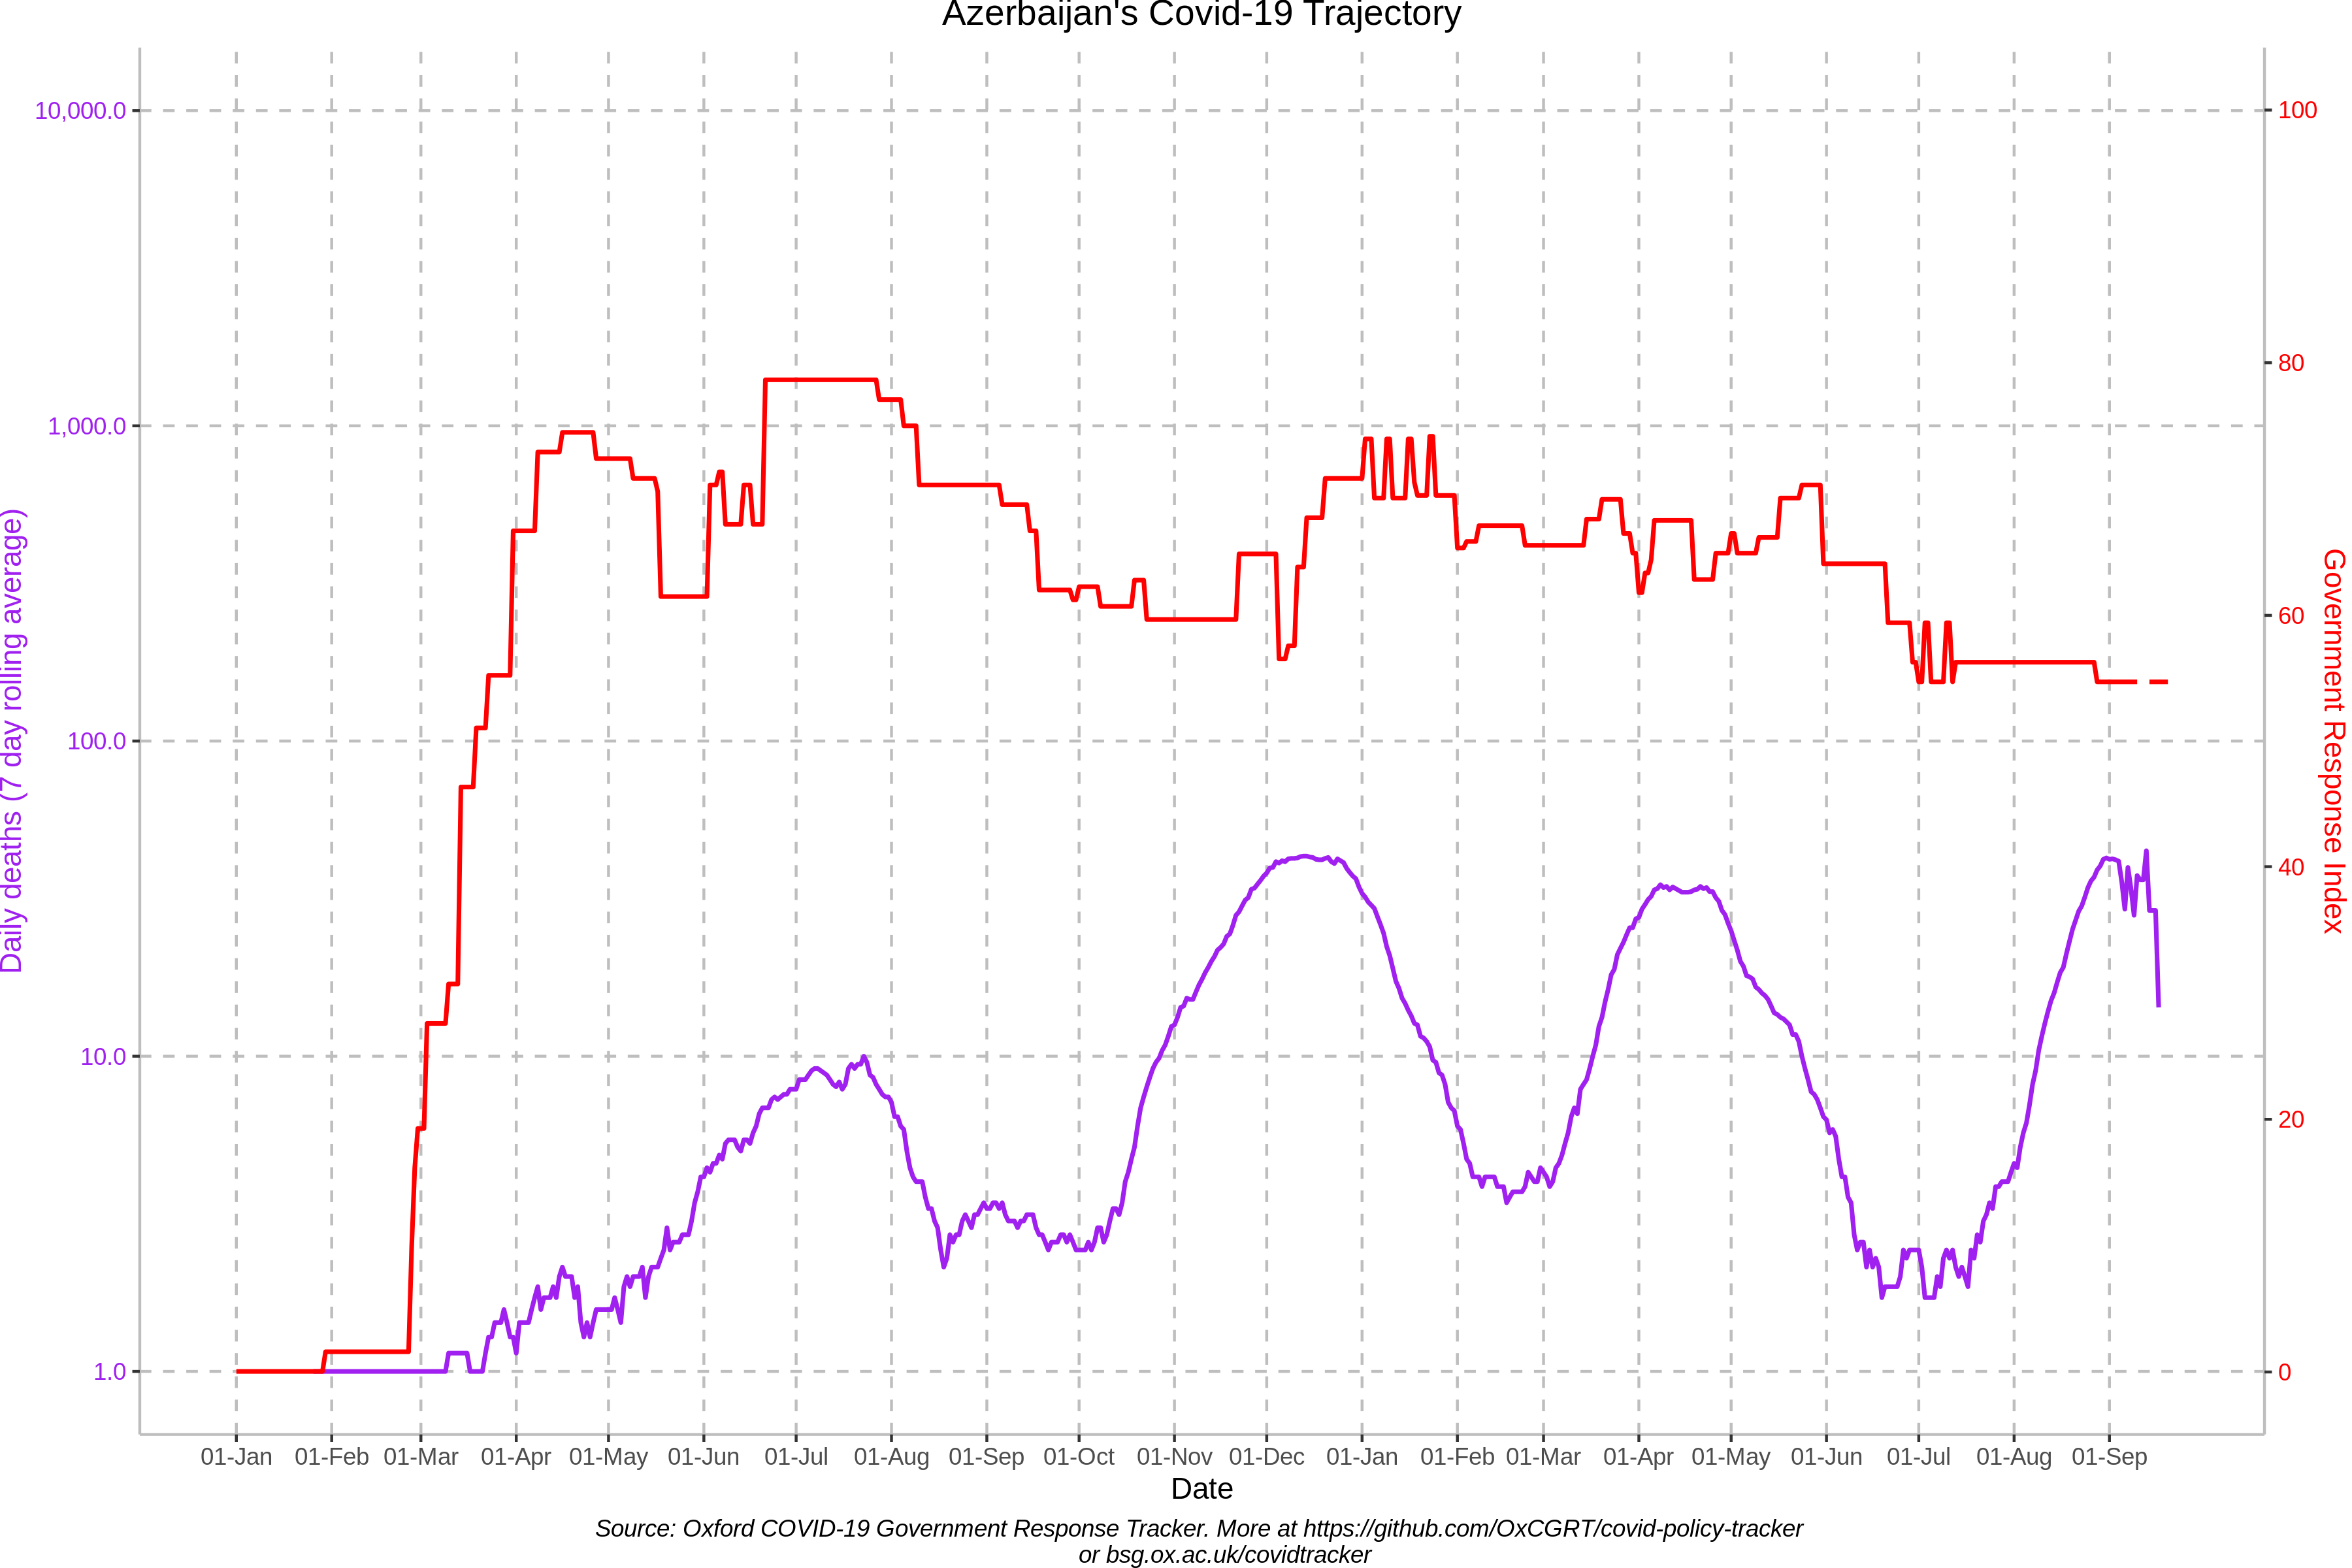 Azerbaijan's Covid-19 Trajectory
10,000.0
1,000.0
100.0
10.0
1.0
Daily deaths (7 day rolling average)
100
80
60
40
20
0
Government Response Index
01-Jan 01-Feb 01-Mar 01-Apr 01-May 01-Jun 01-Jul 01-Aug 01-Sep 01-Oct 01-Nov 01-Dec 01-Jan 01-Feb 01-Mar 01-Apr 01-May 01-Jun 01-Jul 01-Aug 01-Sep
Date
Source: Oxford COVID-19 Government Response Tracker. More at https://github.com/OxCGRT/covid-policy-tracker
or bsg.ox.ac.uk/covidtracker